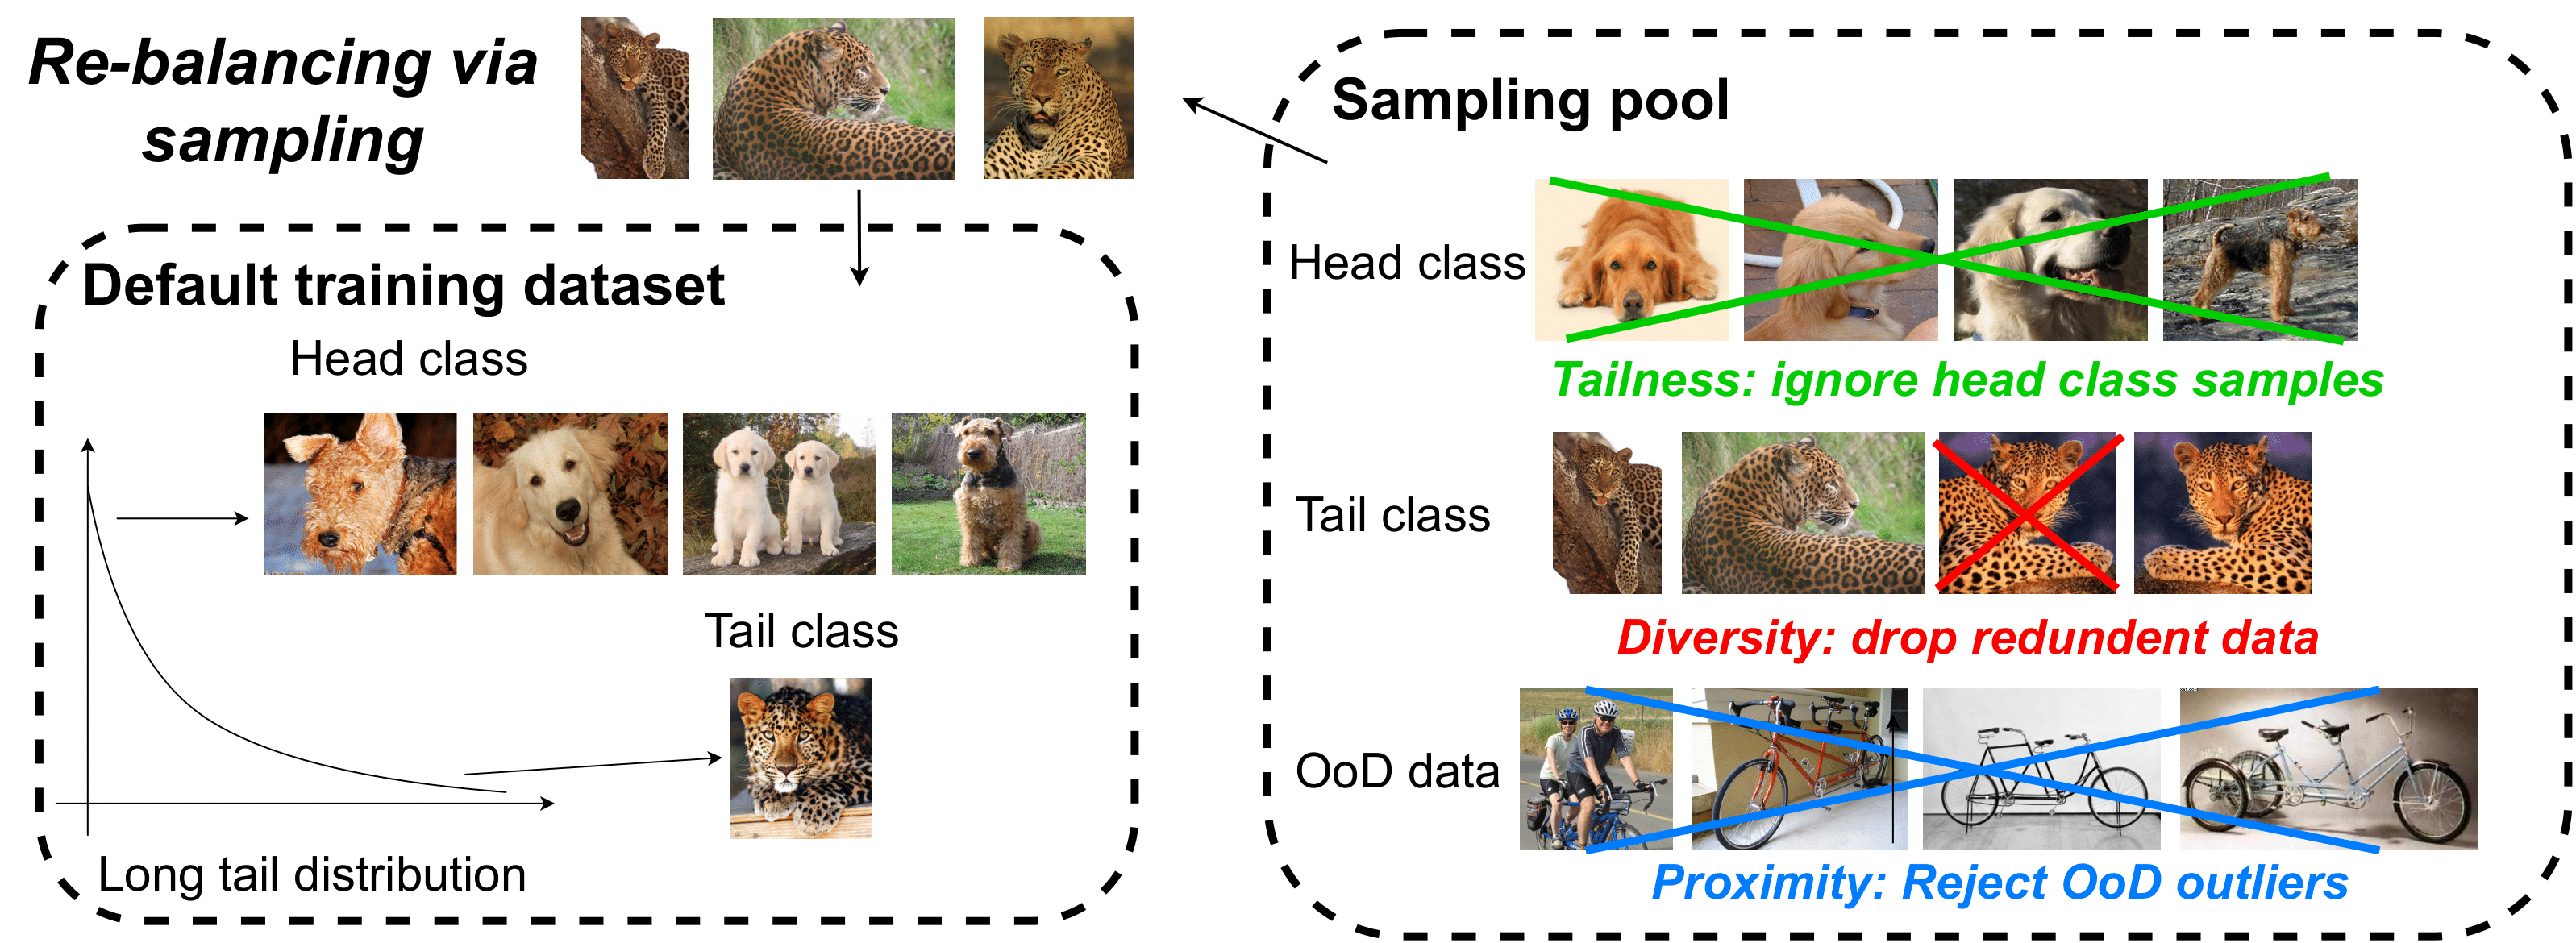 Re-balancing via
sampling
Default training dataset
Head class
Tail class
Long tail distribution
Sampling pool
Head class
Tailness: ignore head class samples
Tail class
Diversity: drop redundent data
OoD data
Proximity: Reject OoD outliers